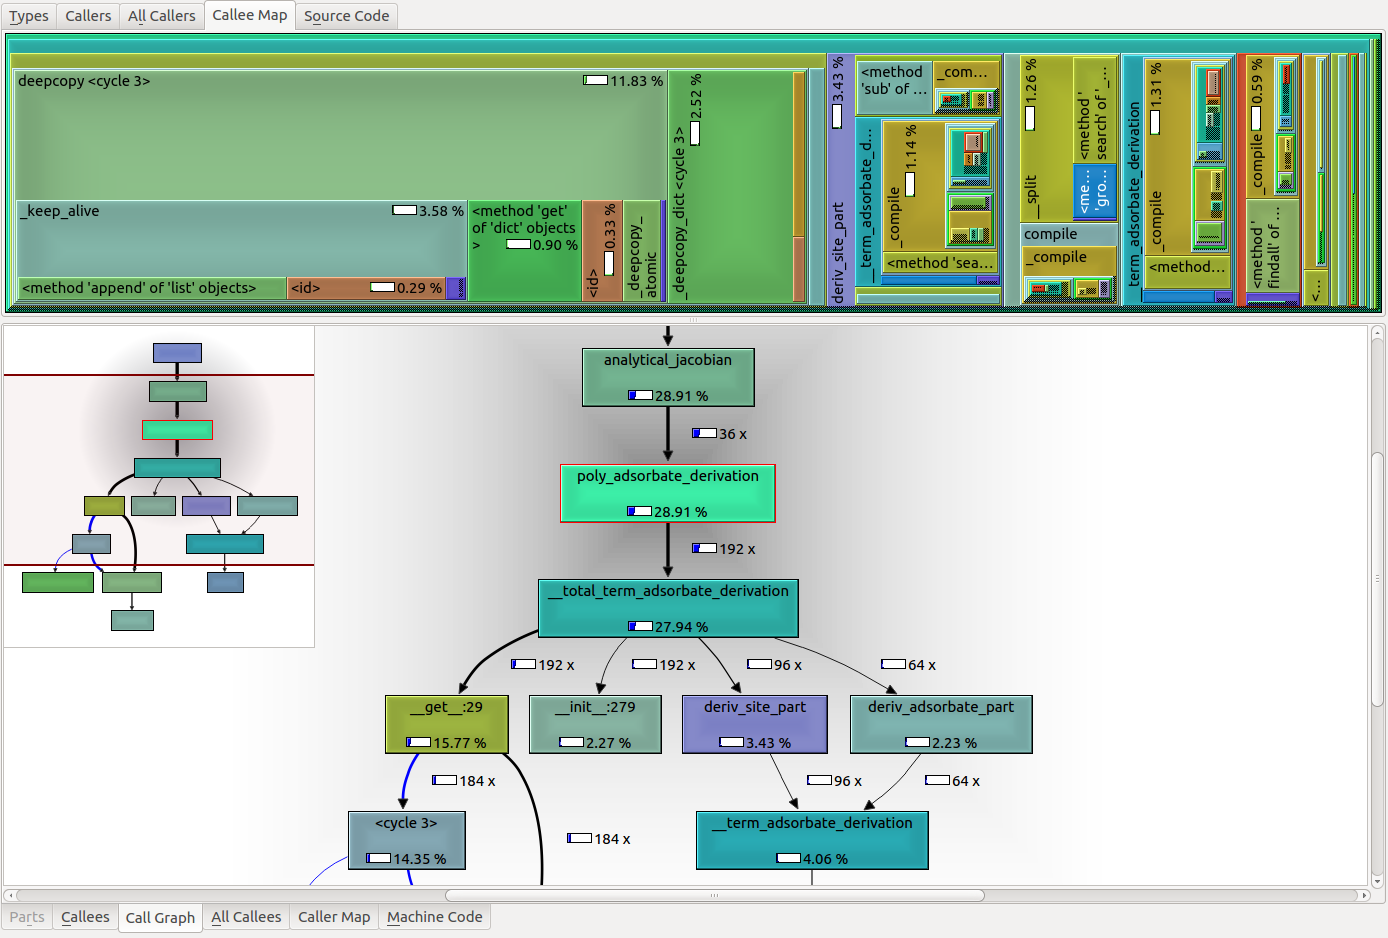 Types Callers All Callers Callee Map Source Code
deepcopy <cycle 3> 11.83 %
_keep_alive 3.58 %
<method 'append' of 'list' objects>
<id> 0.29 %
<method 'get'
of 'dict' objects
> 0.90 %
<id> 0.33 %
_deepcopy_
atomic
_deepcopy_dict <cycle 3> 2.52 %
deriv_site_part 3.43 %
<method
'sub' of ...
_com...
__term_adsorbate_d...
_compile 1.14 %
<method 'sea...
__split 1.26 %
<method '
search' of '_...
<me...
'gro...
compile
_compile
term_adsorbate_derivation
_compile 1.31 %
<method...
_compile 0.59 %
<method '
findall' of ...
<...
analytical_jacobian
28.91 %
36 x
poly_adsorbate_derivation
28.91 %
192 x
__total_term_adsorbate_derivation
27.94 %
192 x 192 x 96 x 64 x
__get__:29 __init__:279 deriv_site_part deriv_adsorbate_part
15.77 % 2.27 % 3.43 % 2.23 %
184 x 96 x 64 x
<cycle 3> __term_adsorbate_derivation
184 x
14.35 % 4.06 %
Parts Callees Call Graph All Callees Caller Map Machine Code